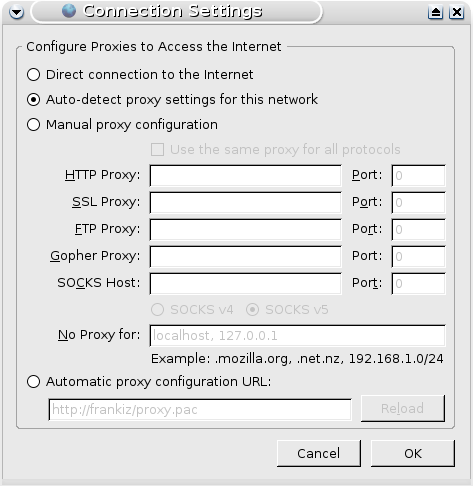 Connection Settings
Configure Proxies to Access the Internet
Direct connection to the Internet
Auto-detect proxy settings for this network
Manual proxy configuration
Use the same proxy for all protocols
HTTP Proxy: Port: 0
SSL Proxy: Port: 0
FTP Proxy: Port: 0
Gopher Proxy: Port: 0
SOCKS Host: Port: 0
SOCKS v4 SOCKS v5
No Proxy for: localhost, 127.0.0.1
Example: .mozilla.org, .net.nz, 192.168.1.0/24
Automatic proxy configuration URL:
http://frankiz/proxy.pac Reload
Cancel OK